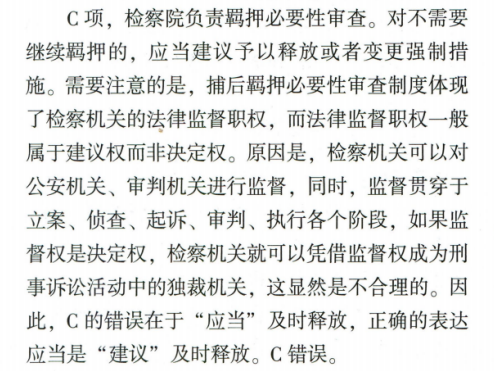 C 项，检察院负责羁押必要性审查。对不需要
继续羁押的，应当建议予以释放或者变更强制措
施。需要注意的是，捕后羁押必要性审查制度体现
了检察机关的法律监督职权，而法律监督职权一般
属于建议权而非决定权。原因是，检察机关可以对
公安机关、审判机关进行监督，同时，监督贯穿于
立案、侦查、起诉、审判、执行各个阶段，如果监
督权是决定权，检察机关就可以凭借监督权成为刑
事诉讼活动中的独裁机关，这显然是不合理的。因
此，C 的错误在于“应当”及时释放，正确的表达
应当是“建议”及时释放。C 错误。